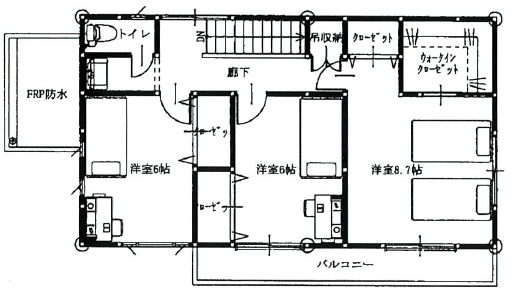 トイレ
DN
吊収納
クローゼット
ウォークイン
クローゼット
廊下
FRP防水
クローゼッ
洋室6帖
洋室6帖
洋室8.7帖
クローゼッ
バルコニー